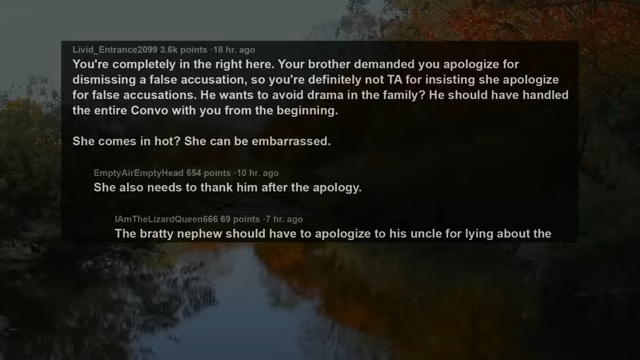 Livid_Entrance2099 3.6k points ·18 hr. ago
You're completely in the right here. Your brother demanded you apologize for
dismissing a false accusation, so you're definitely not TA for insisting she apologize
for false accusations. He wants to avoid drama in the family? He should have handled
the entire Convo with you from the beginning.
She comes in hot? She can be embarrassed.
EmptyAirEmptyHead 654 points ·10 hr. ago
She also needs to thank him after the apology.
IAmTheLizardQueen666 69 points ·7 hr. ago
The bratty nephew should have to apologize to his uncle for lying about the